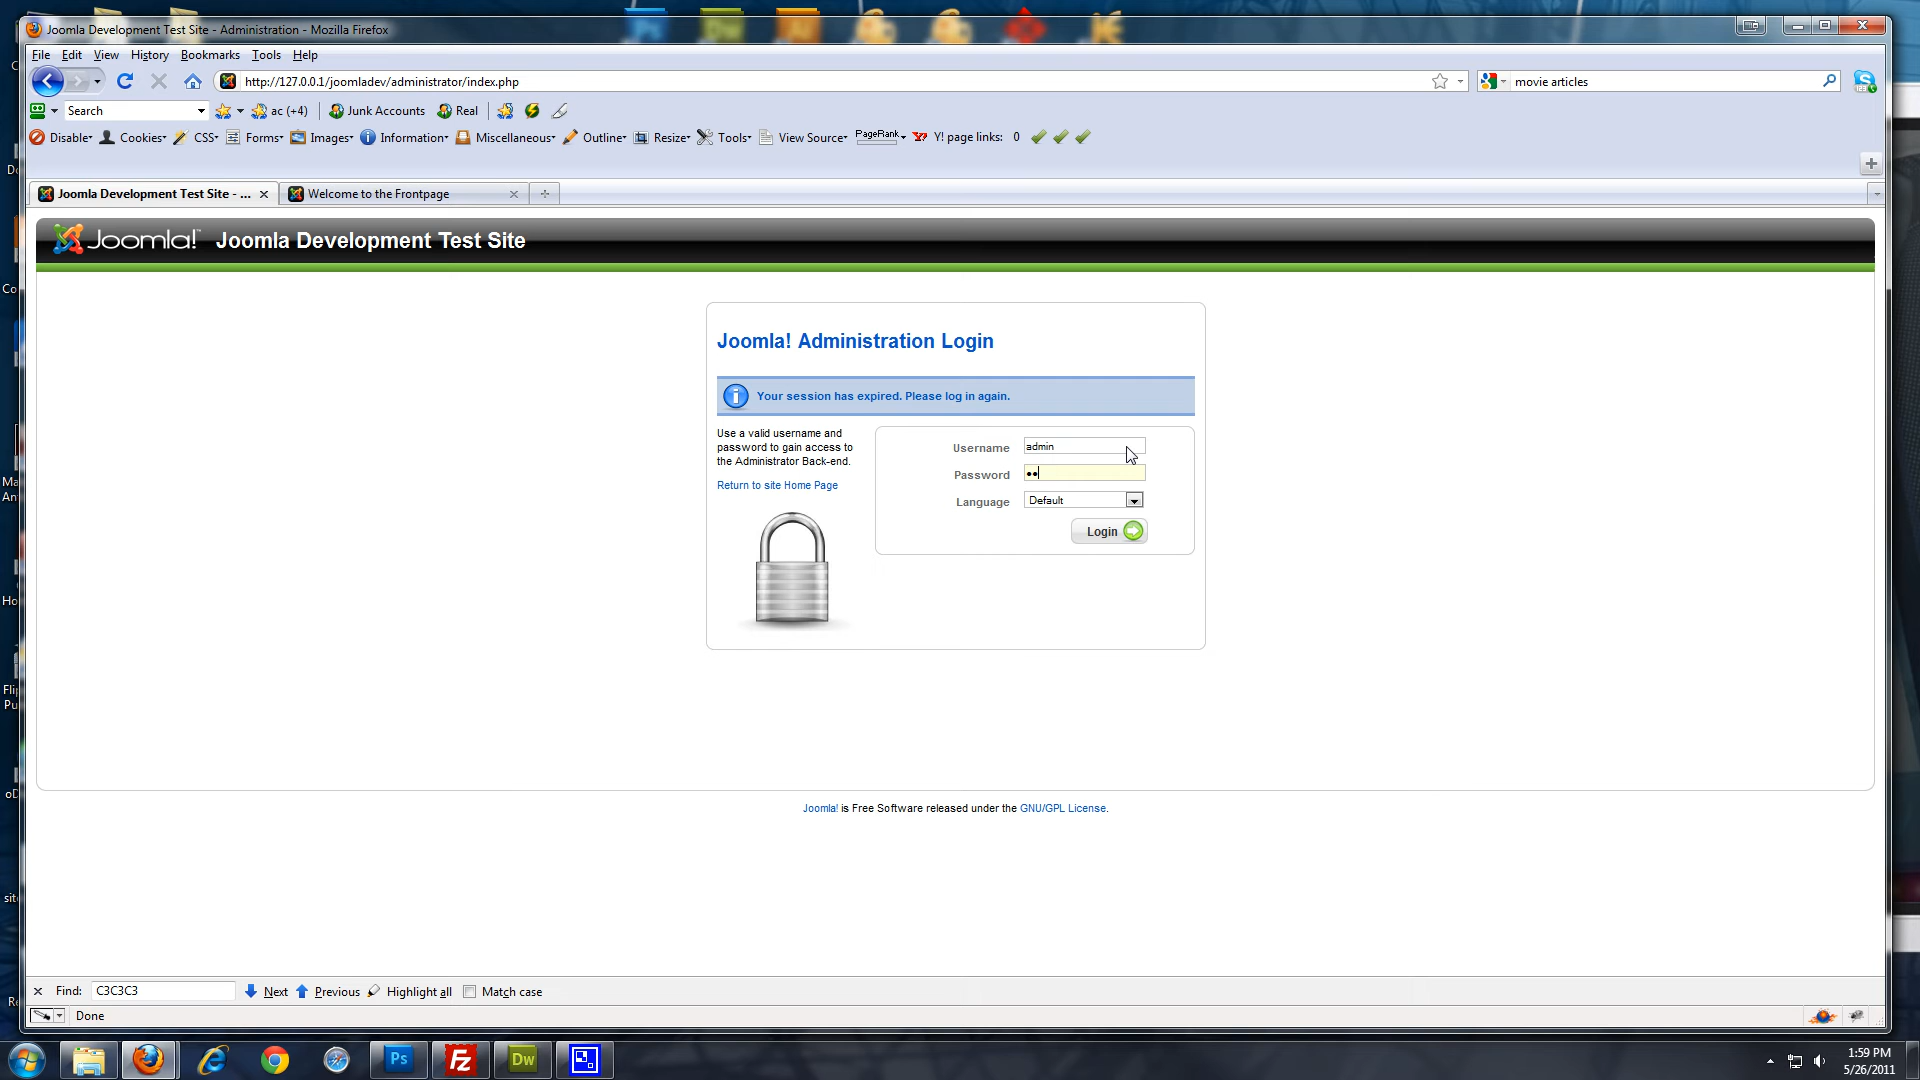 Joomla Development Test Site - Administration - Mozilla Firefox
File Edit View History Bookmarks Tools Help
http://127.0.0.1/joomladev/administrator/index.php
movie articles
Search
ac (+4)
Junk Accounts
Real
Disable Cookies CSS Forms Images Information Miscellaneous Outline Resize Tools View Source PageRank Y! page links: 0
Joomla Development Test Site - ...
Welcome to the Frontpage
Joomla! Joomla Development Test Site
Joomla! Administration Login
Your session has expired. Please log in again.
Use a valid username and
password to gain access to
the Administrator Back-end.
Return to site Home Page
Username admin
Password ••
Language Default
Login
Joomla! is Free Software released under the GNU/GPL License.
Find: C3C3C3 Next Previous Highlight all Match case
Done
Ps
Fz
Dw
1:59 PM
5/26/2011